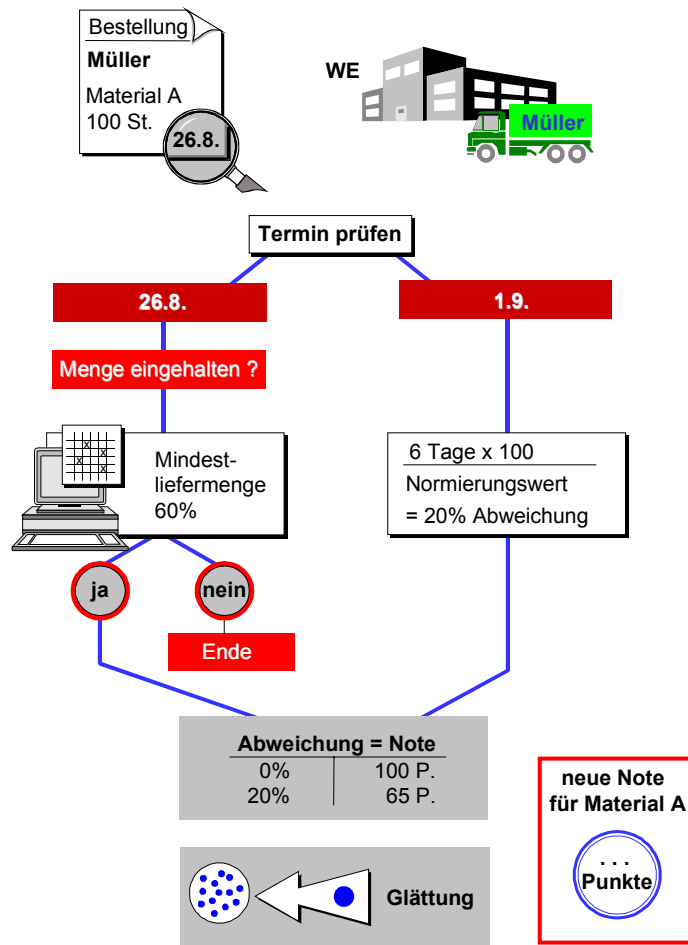 Bestellung
Müller
Material A
100 St.
26.8.
WE
Müller
Termin prüfen
26.8.
1.9.
Menge eingehalten ?
Mindest-
liefermenge
60%
6 Tage x 100
Normierungswert
= 20% Abweichung
ja
nein
Ende
Abweichung = Note
0% 100 P.
20% 65 P.
neue Note
für Material A
. . .
Punkte
Glättung